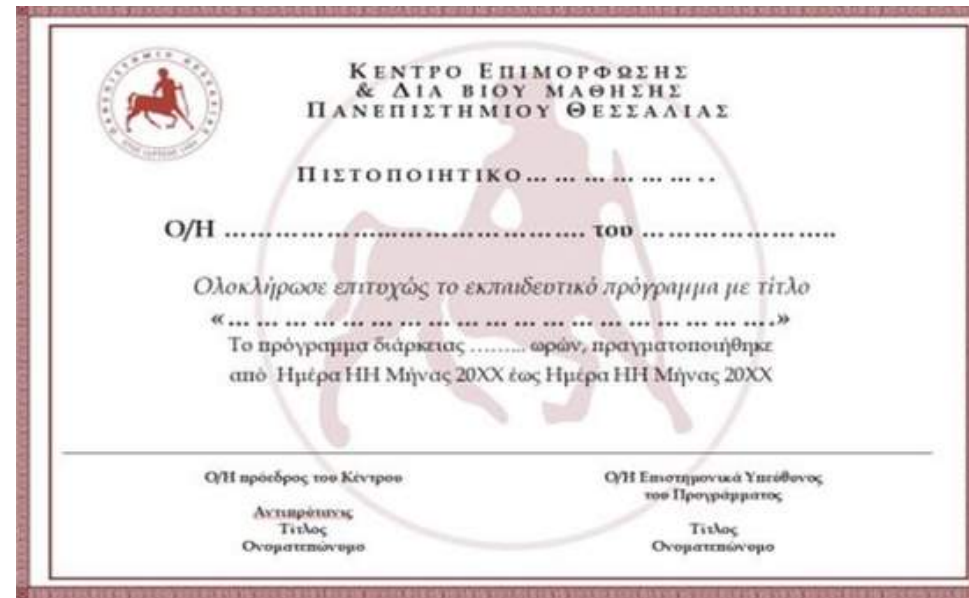 ΠΑΝΕΠΙΣΤΗΜΙΟ ΘΕΣΣΑΛΙΑΣ
ΚΕΝΤΡΟ ΕΠΙΜΟΡΦΩΣΗΣ
& ΔΙΑ ΒΙΟΥ ΜΑΘΗΣΗΣ
ΠΑΝΕΠΙΣΤΗΜΙΟΥ ΘΕΣΣΑΛΙΑΣ
ΠΙΣΤΟΠΟΙΗΤΙΚΟ... ... ... ... ... ... . .
Ο/Η ………………………………………. του …………………..
Ολοκλήρωσε επιτυχώς το εκπαιδευτικό πρόγραμμα με τίτλο
«... ... ... ... ... ... ... ... ... ... ... ... ... ... ... ... ... ... ....»
Το πρόγραμμα διάρκειας ……... ωρών, πραγματοποιήθηκε
από Ημέρα ΗΗ Μήνας 20ΧΧ έως Ημέρα ΗΗ Μήνας 20ΧΧ
Ο/Η πρόεδρος του Κέντρου
Αντιπρύτανις
Τίτλος
Ονοματεπώνυμο
Ο/Η Επιστημονικά Υπεύθυνος
του Προγράμματος
Τίτλος
Ονοματεπώνυμο